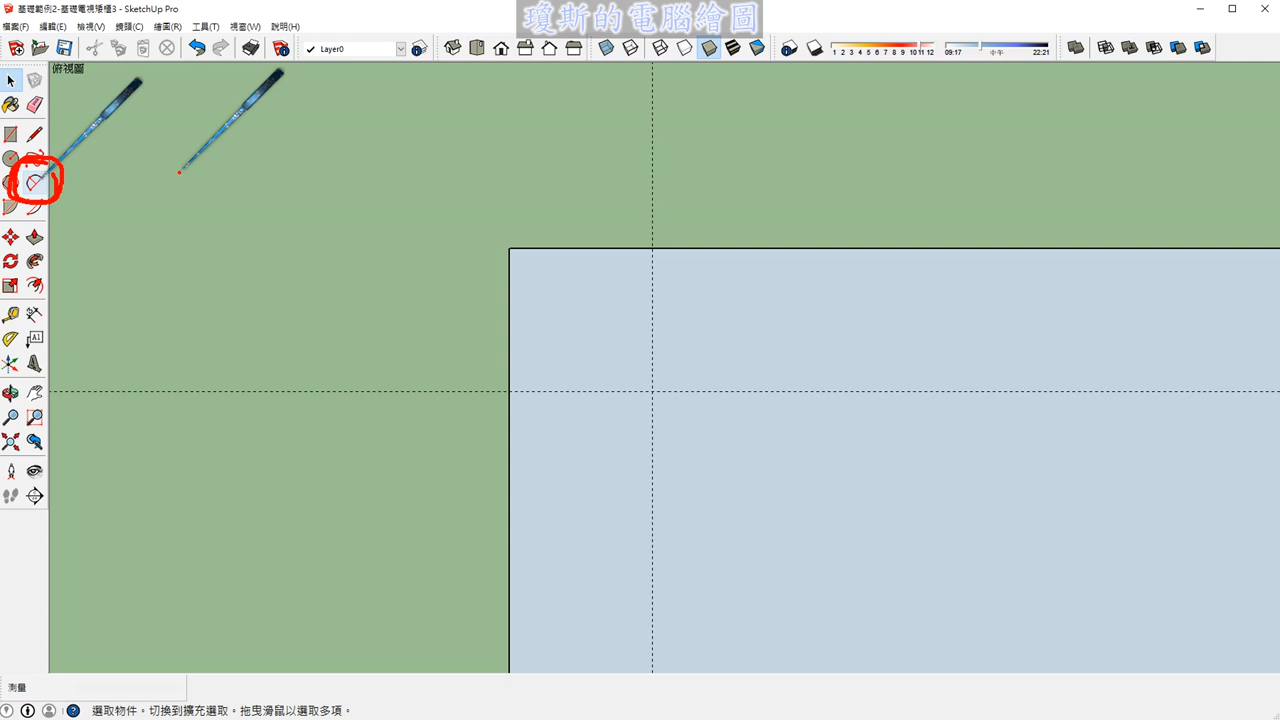 基礎範例2-基礎電視矮櫃3 - SketchUp Pro
瓊斯的電腦繪圖
檔案(F) 編輯(E) 檢視(V) 鏡頭(C) 繪圖(R) 工具(T) 視窗(W) 說明(H)
Layer0
1 2 3 4 5 6 7 8 9 10 11 12
09:17 中午 22:21
俯視圖
A1
測量
選取物件。切換到擴充選取。拖曳滑鼠以選取多項。